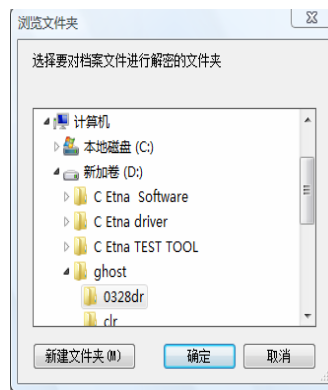 浏览文件夹
选择要对档案文件进行解密的文件夹
计算机
本地磁盘 (C:)
新加卷 (D:)
C Etna  Software
C Etna driver
C Etna TEST TOOL
ghost
0328dr
clr
新建文件夹(M) 确定 取消